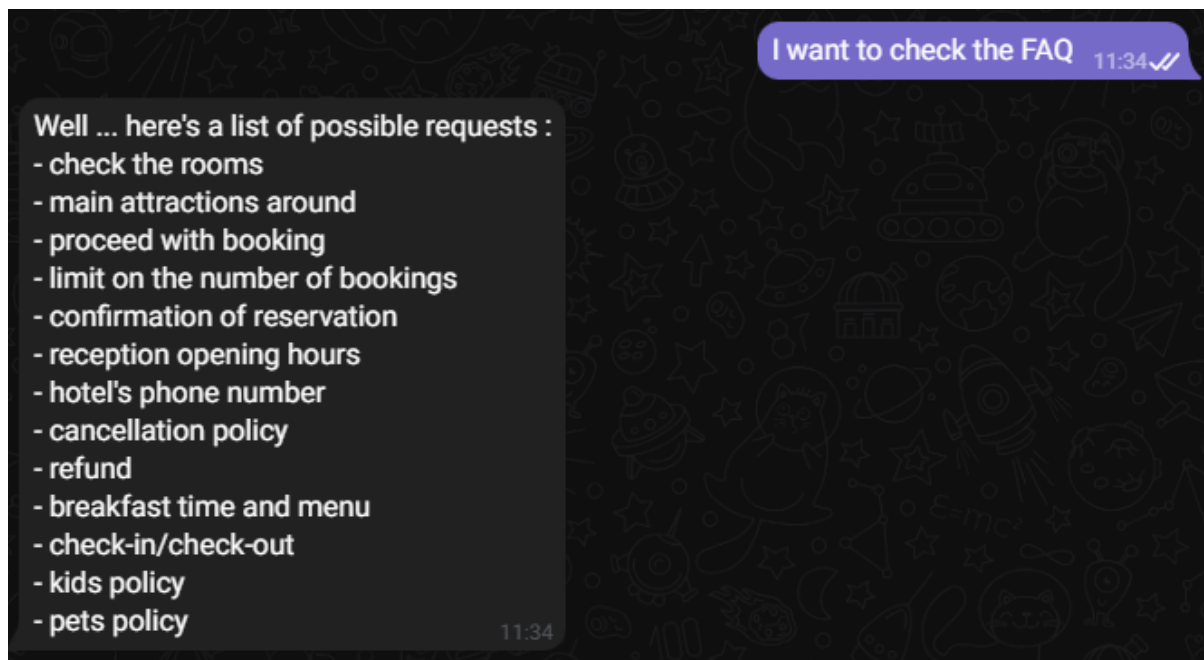 I want to check the FAQ 11:34
Well ... here's a list of possible requests :
- check the rooms
- main attractions around
- proceed with booking
- limit on the number of bookings
- confirmation of reservation
- reception opening hours
- hotel's phone number
- cancellation policy
- refund
- breakfast time and menu
- check-in/check-out
- kids policy
- pets policy
11:34
E=mc²